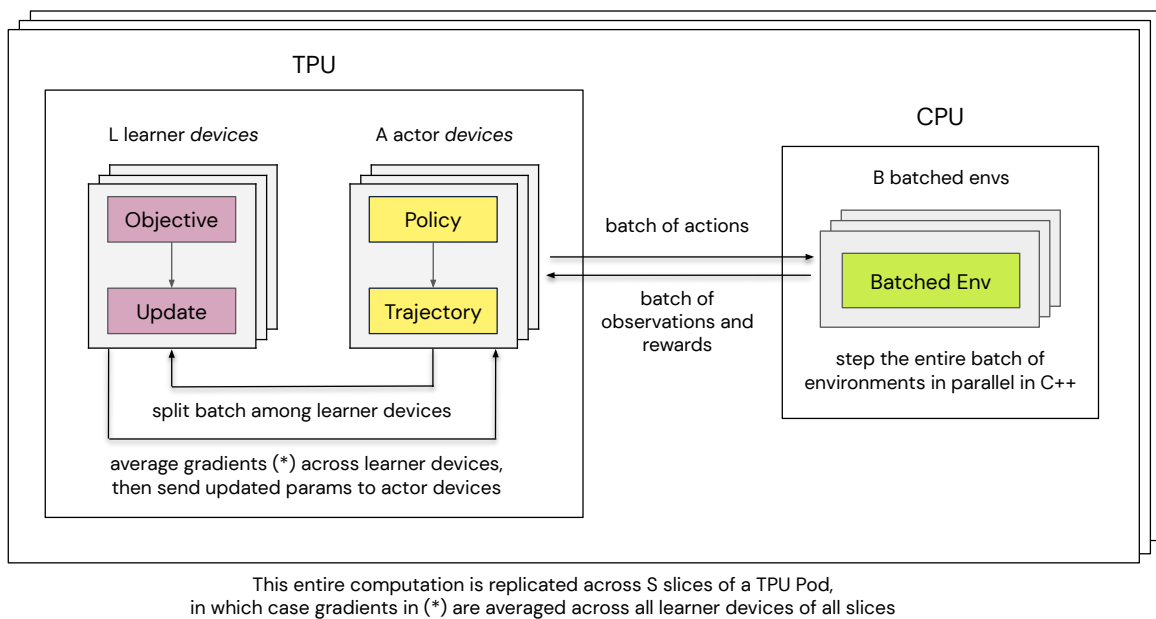 TPU
L learner devices
A actor devices
Objective
Update
Policy
Trajectory
split batch among learner devices
average gradients (*) across learner devices,
then send updated params to actor devices
batch of actions
batch of
observations and
rewards
CPU
B batched envs
Batched Env
step the entire batch of
environments in parallel in C++
This entire computation is replicated across S slices of a TPU Pod,
in which case gradients in (*) are averaged across all learner devices of all slices